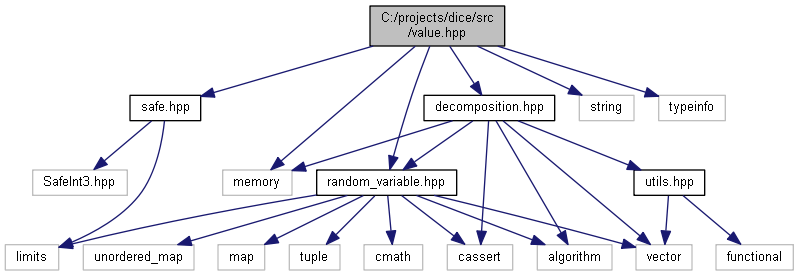 C:/projects/dice/src
/value.hpp
safe.hpp
decomposition.hpp
string
typeinfo
SafeInt3.hpp
memory
random_variable.hpp
utils.hpp
limits
unordered_map
map
tuple
cmath
cassert
algorithm
vector
functional